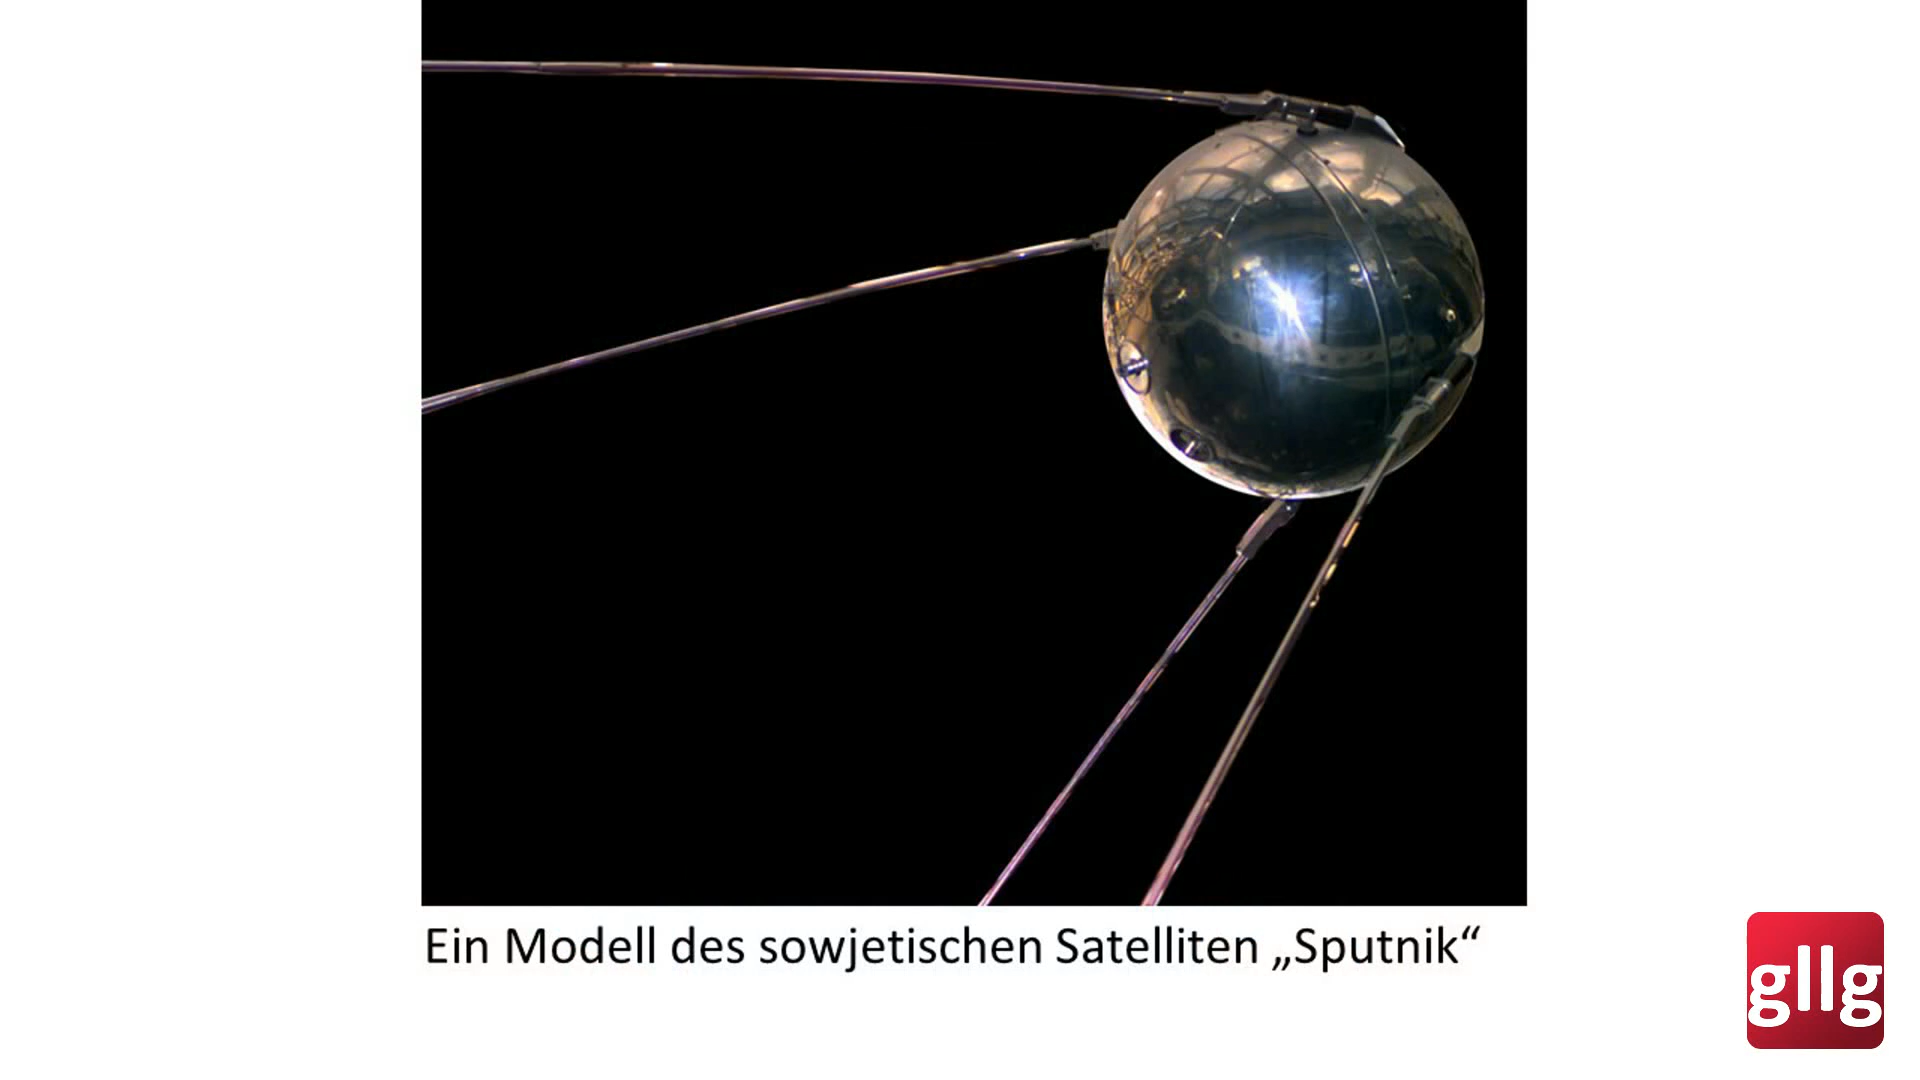 Ein Modell des sowjetischen Satelliten „Sputnik“
gllg